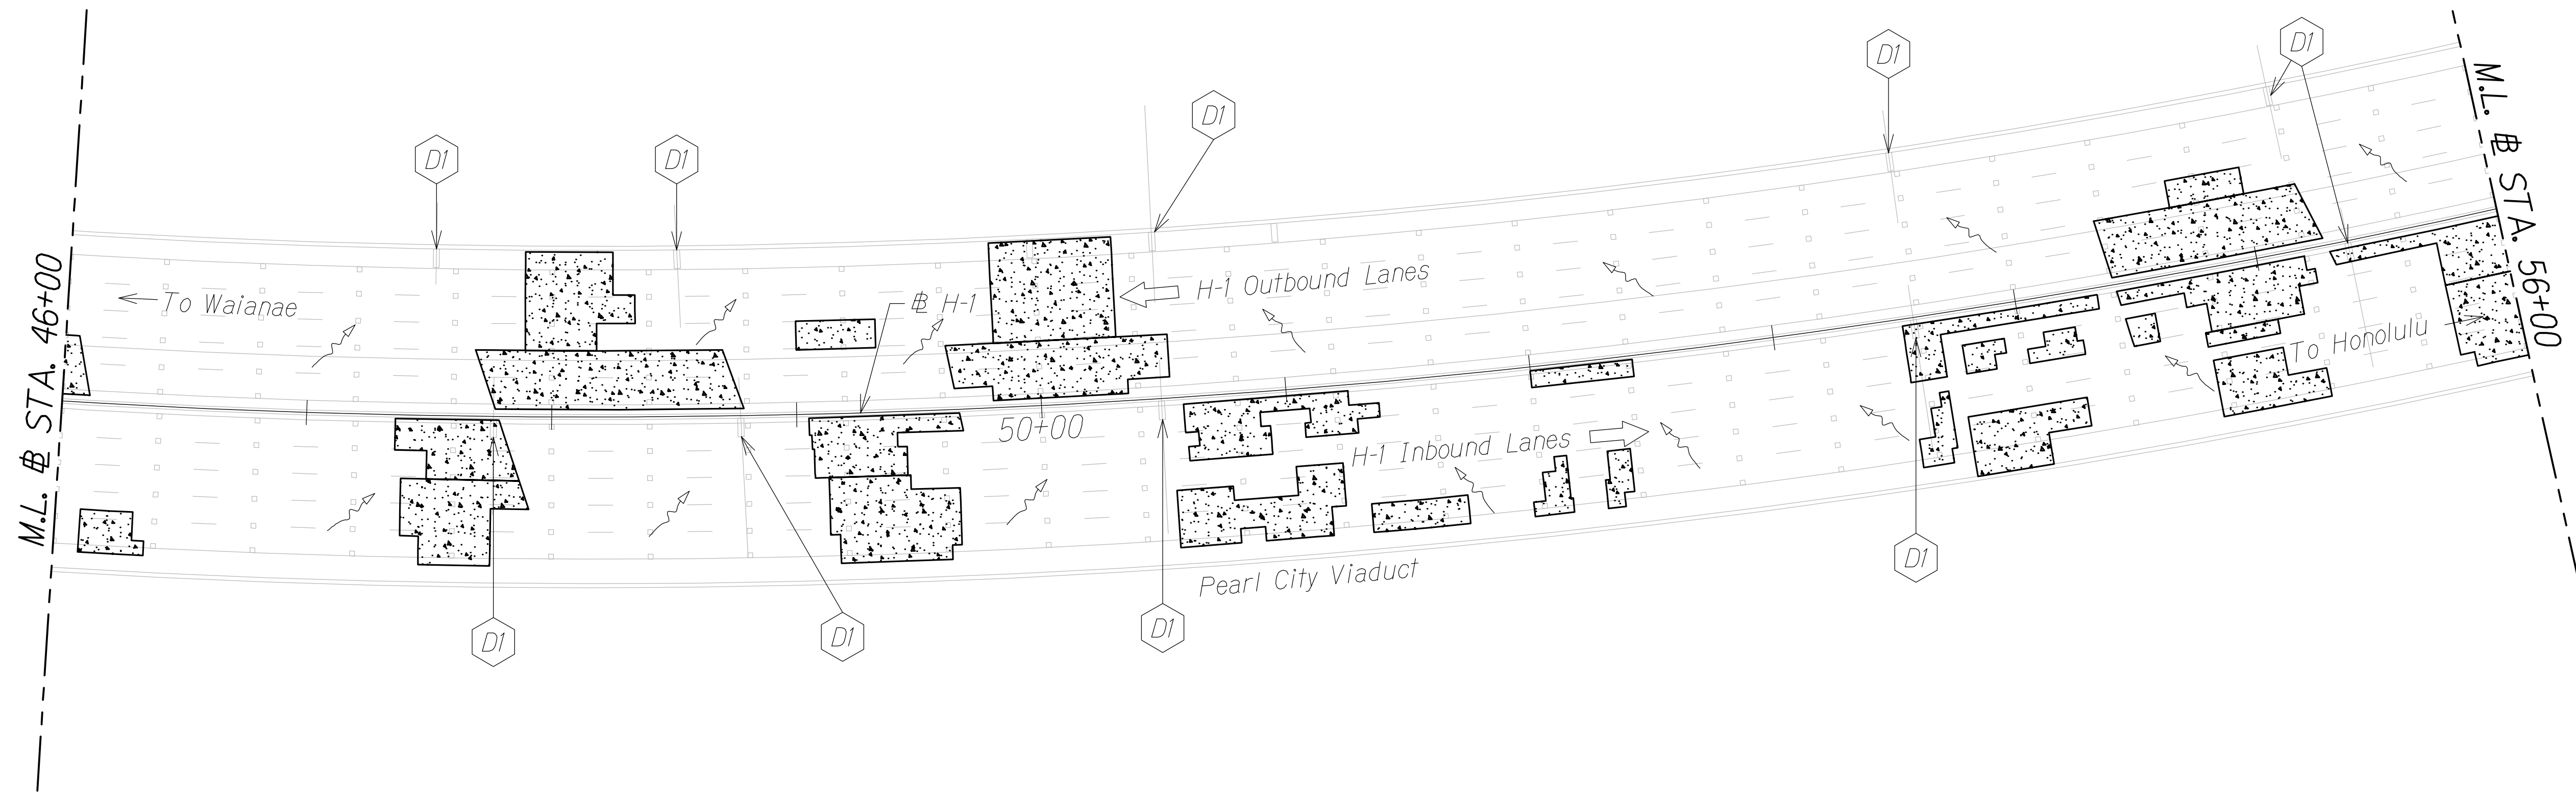 D1
D1
D1
D1
D1
M.L. ⅊ STA. 46+00
To Waianae
℄ H-1
H-1 Outbound Lanes
50+00
H-1 Inbound Lanes
To Honolulu
M.L. ⅊ STA. 56+00
Pearl City Viaduct
D1
D1
D1
D1